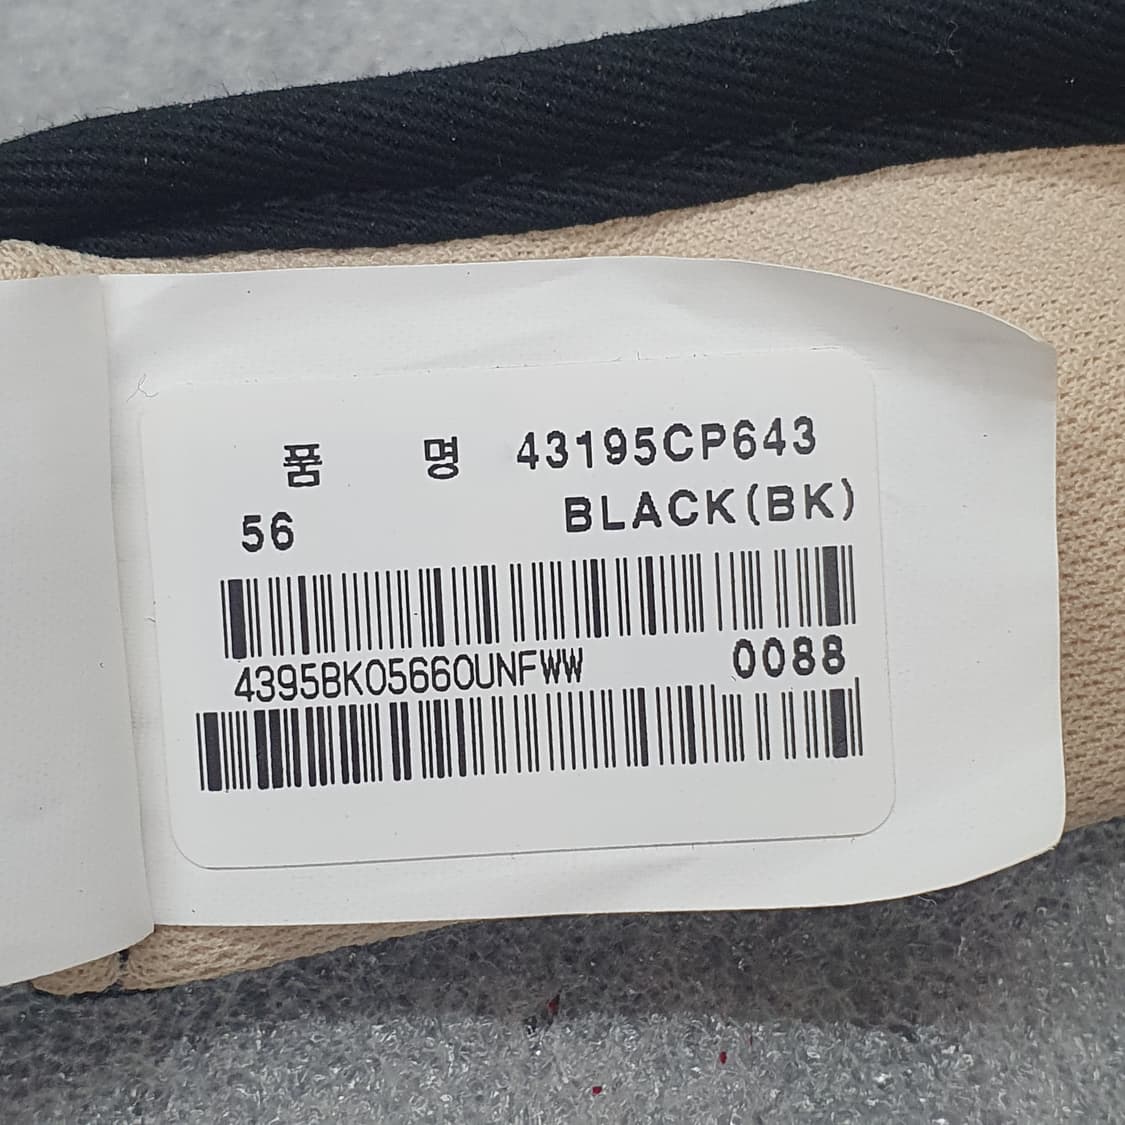 품 명 43195CP643
56 BLACK(BK)
4395BK05660UNFWW 0088